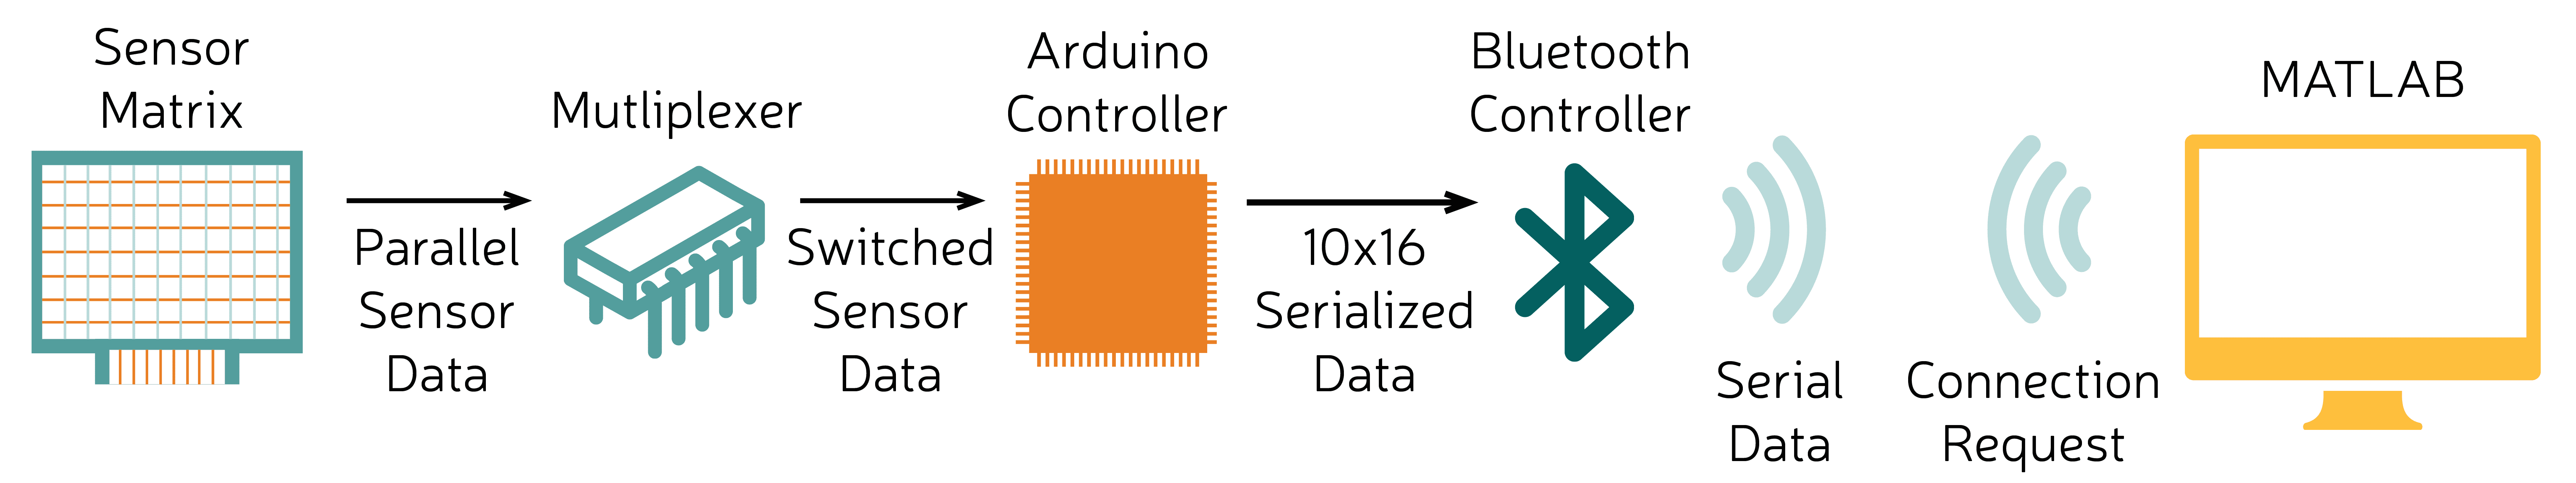 Sensor
Matrix
Parallel
Sensor
Data
Mutliplexer
Switched
Sensor
Data
Arduino
Controller
10x16
Serialized
Data
Bluetooth
Controller
Serial
Data
Connection
Request
MATLAB